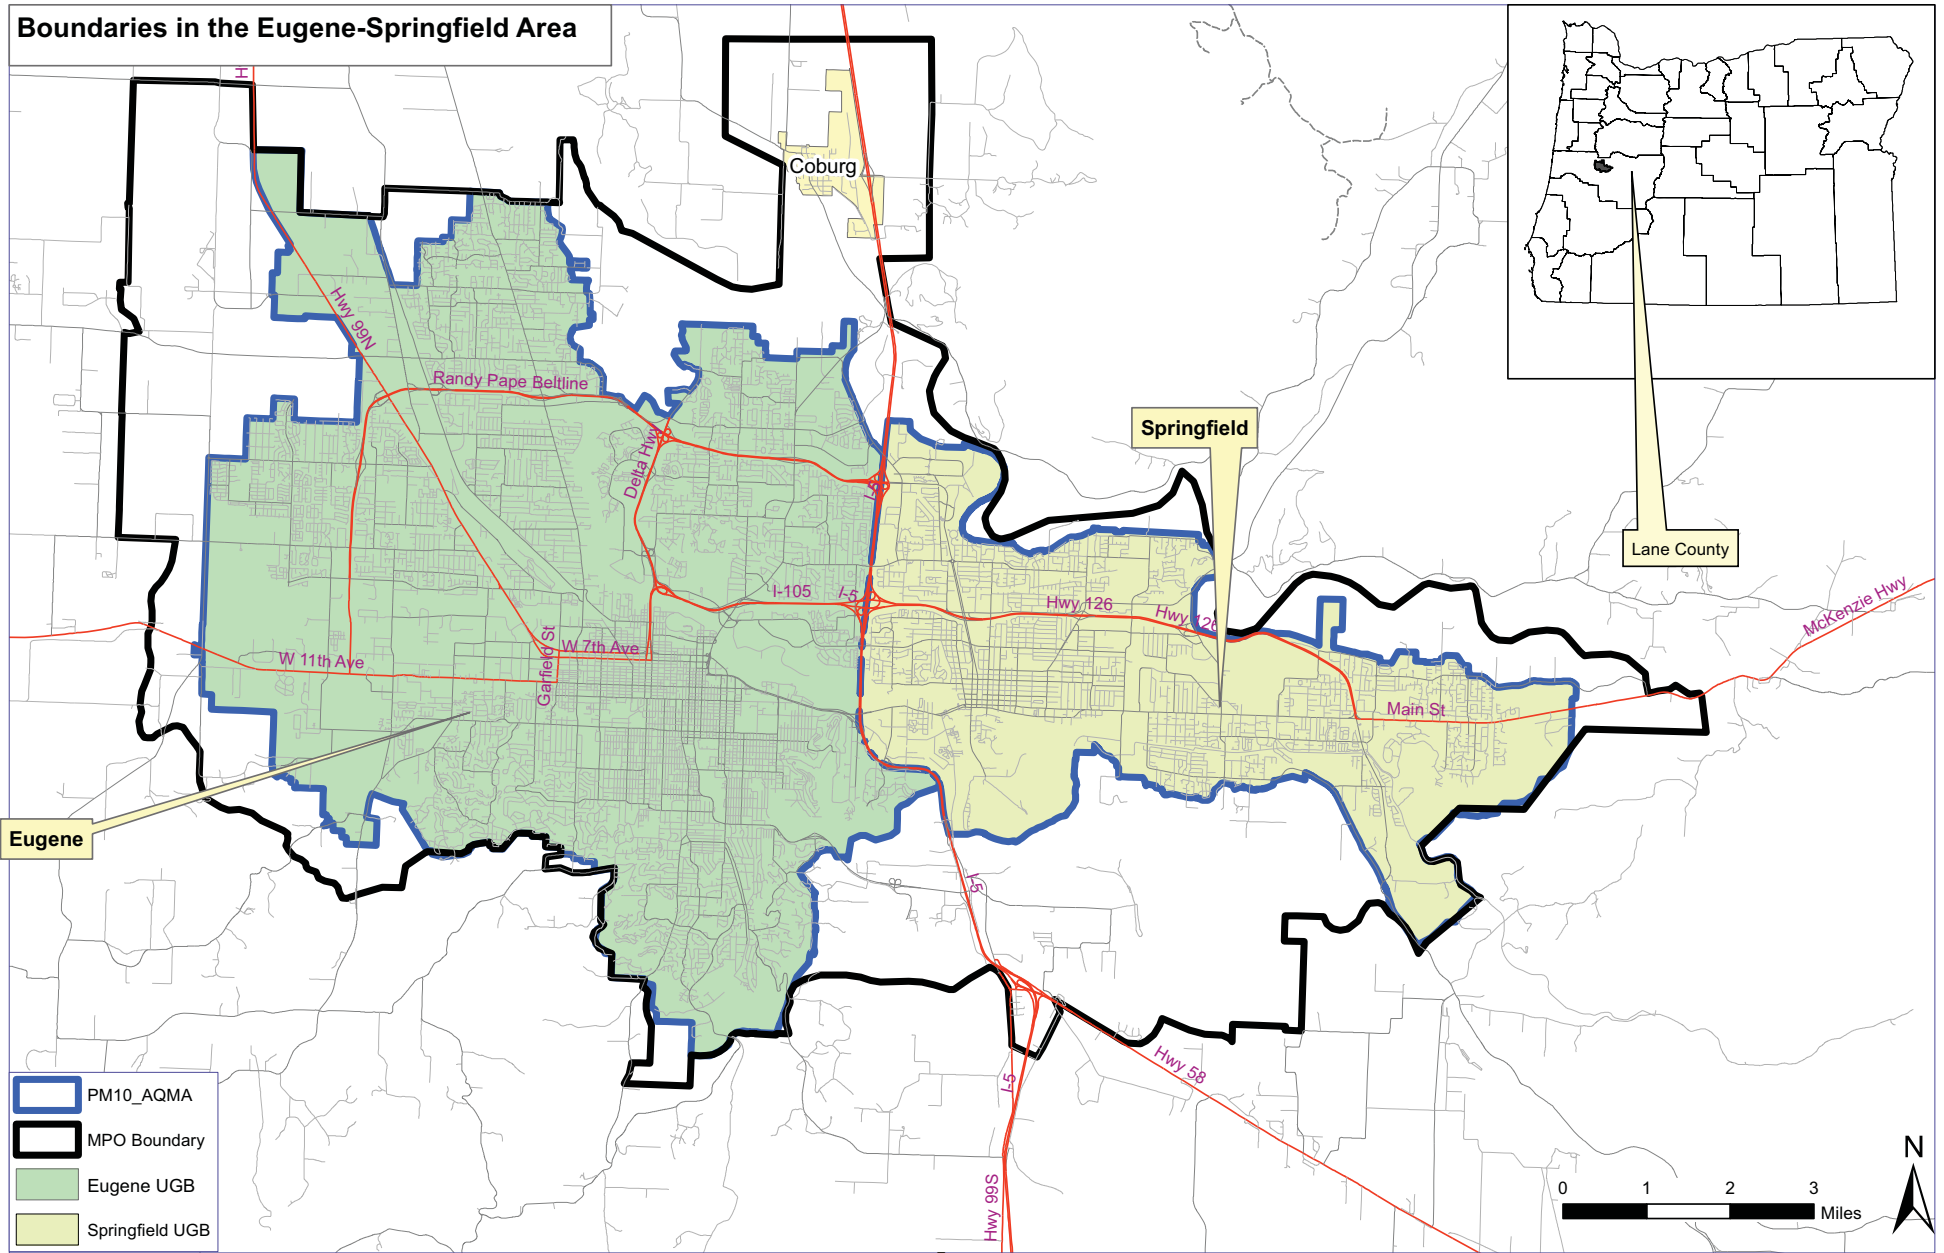 Boundaries in the Eugene-Springfield Area
H
Coburg
Hwy 99N
Randy Pape Beltline
Delta Hwy
I-5
Springfield
Lane County
I-105
I-5
Hwy 126
Hwy 126
McKenzie Hwy
W 11th Ave
Garfield St
W 7th Ave
Main St
Eugene
I-5
Hwy 58
I-5
Hwy 99S
PM10_AQMA
MPO Boundary
Eugene UGB
Springfield UGB
N
0 1 2 3
Miles